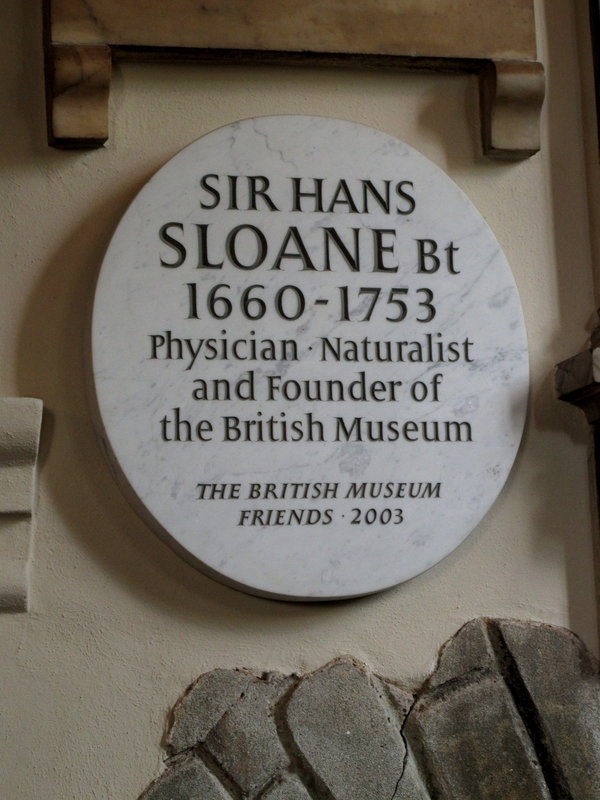 SIR HANS
SLOANE Bt
1660-1753
Physician · Naturalist
and Founder of
the British Museum
THE BRITISH MUSEUM
FRIENDS · 2003